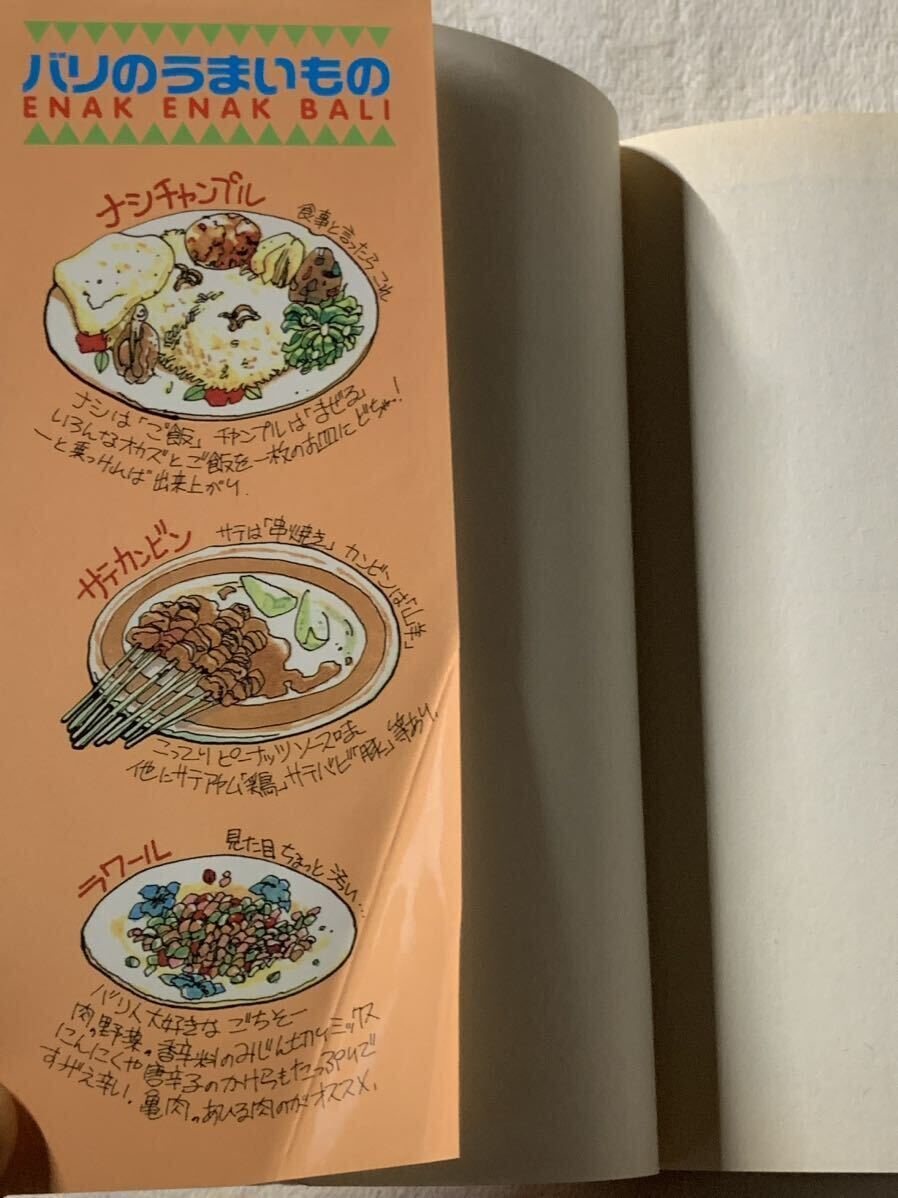 バリのうまいもの
ENAK ENAK BALI
ナシチャンプル
食事と言ったらこれ
ナシは「ご飯」チャンプルは「まぜる」
いろんなオカズとご飯を一枚のお皿にどちゃ!
ーと乗っければ出来上がり.
サテカンビン
サテは「串焼き」カンビンは「山羊」
こってりピーナッツソース味
他にサテアヤム「鶏」サテバビ「豚」等あり.
ラワール
見た目ちょっと汚い...
バリ人大好きなごちそー
肉。野菜。香辛料のみじん切りミックス
にんにくや唐辛子のかけらもたっぷりで
すげえ辛い.亀肉。あひる肉のがオススメ.